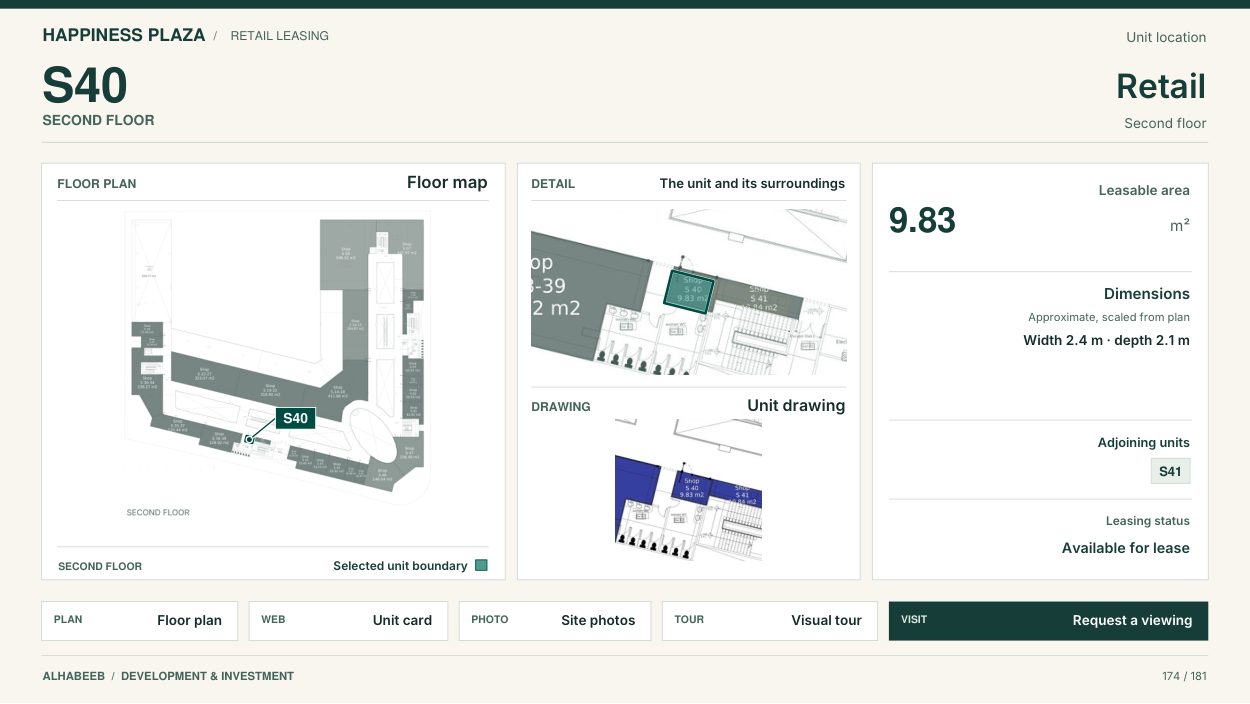 HAPPINESS PLAZA / RETAIL LEASING
Unit location
S40
Retail
SECOND FLOOR
Second floor
FLOOR PLAN
Floor map
S40
SECOND FLOOR
SECOND FLOOR
Selected unit boundary
DETAIL
The unit and its surroundings
op
-39
2 m2
Shop
S 40
9.83 m2
Shop
S 41
DRAWING
Unit drawing
Shop
S 40
9.83 m2
Shop
S 41
Leasable area
9.83
m²
Dimensions
Approximate, scaled from plan
Width 2.4 m · depth 2.1 m
Adjoining units
S41
Leasing status
Available for lease
PLAN
Floor plan
WEB
Unit card
PHOTO
Site photos
TOUR
Visual tour
VISIT
Request a viewing
ALHABEEB / DEVELOPMENT & INVESTMENT
174 / 181